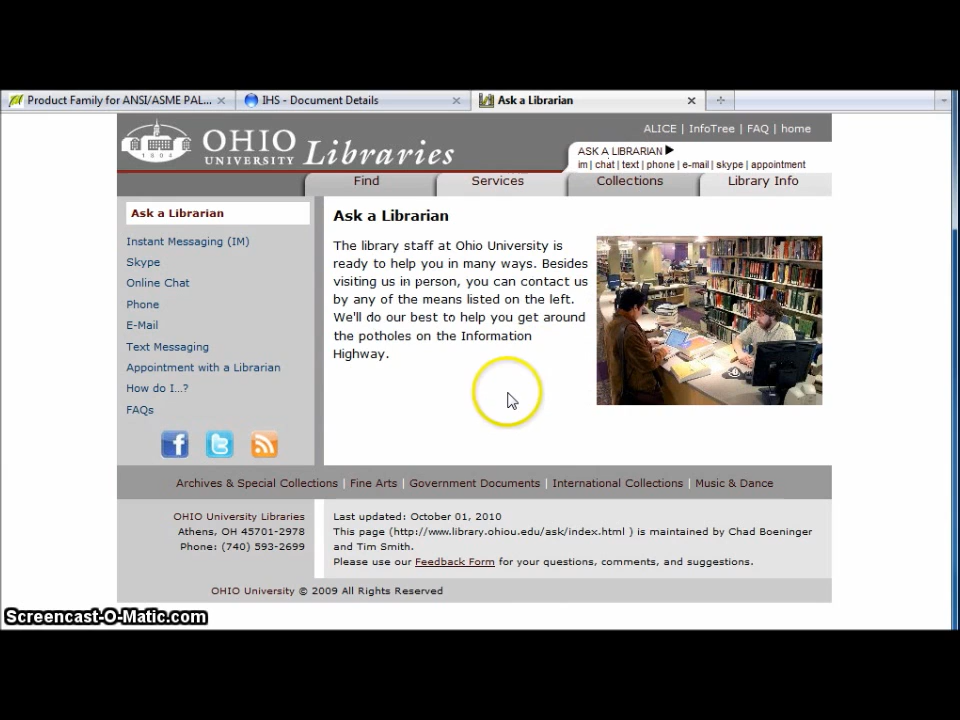 Product Family for ANSI/ASME PAL...
IHS - Document Details
Ask a Librarian
1804
OHIO
UNIVERSITY
Libraries
ALICE | InfoTree | FAQ | home
ASK A LIBRARIAN
im | chat | text | phone | e-mail | skype | appointment
Find
Services
Collections
Library Info
Ask a Librarian
Instant Messaging (IM)
Skype
Online Chat
Phone
E-Mail
Text Messaging
Appointment with a Librarian
How do I...?
FAQs
Ask a Librarian
The library staff at Ohio University is
ready to help you in many ways. Besides
visiting us in person, you can contact us
by any of the means listed on the left.
We'll do our best to help you get around
the potholes on the Information
Highway.
Archives & Special Collections | Fine Arts | Government Documents | International Collections | Music & Dance
OHIO University Libraries
Athens, OH 45701-2978
Phone: (740) 593-2699
Last updated: October 01, 2010
This page (http://www.library.ohiou.edu/ask/index.html ) is maintained by Chad Boeninger
and Tim Smith.
Please use our Feedback Form for your questions, comments, and suggestions.
OHIO University © 2009 All Rights Reserved
Screencast-O-Matic.com